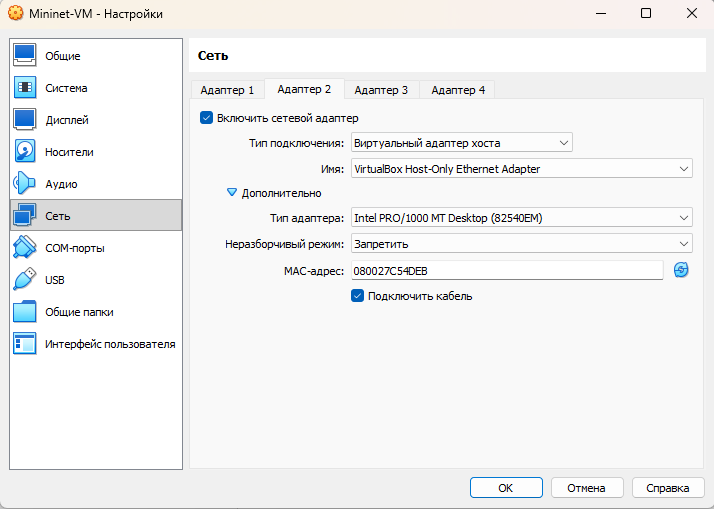 Mininet-VM - Настройки
Общие
Система
Дисплей
Носители
Аудио
Сеть
COM-порты
USB
Общие папки
Интерфейс пользователя
Сеть
Адаптер 1 Адаптер 2 Адаптер 3 Адаптер 4
Включить сетевой адаптер
Тип подключения: Виртуальный адаптер хоста
Имя: VirtualBox Host-Only Ethernet Adapter
Дополнительно
Тип адаптера: Intel PRO/1000 MT Desktop (82540EM)
Неразборчивый режим: Запретить
MAC-адрес: 080027C54DEB
Подключить кабель
OK Отмена Справка